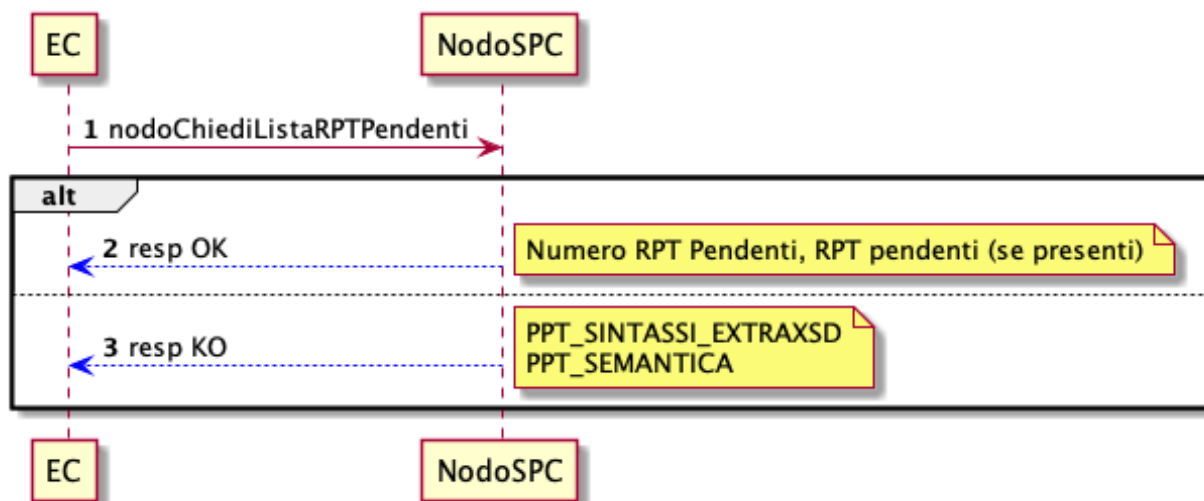 EC
NodoSPC
1 nodoChiediListaRPTPendenti
alt
2 resp OK
Numero RPT Pendenti, RPT pendenti (se presenti)
3 resp KO
PPT_SINTASSI_EXTRAXSD
PPT_SEMANTICA
EC
NodoSPC